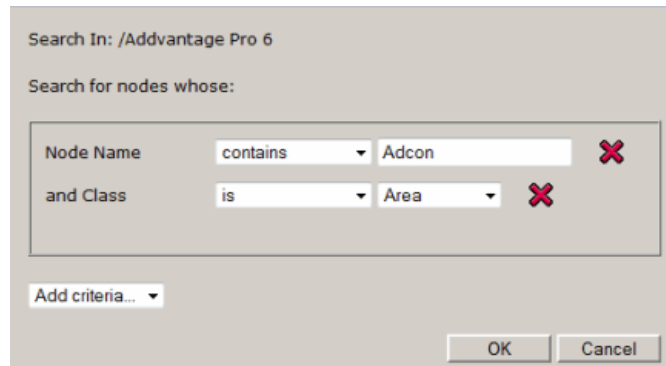 Search In: /Addvantage Pro 6
Search for nodes whose:
Node Name contains Adcon
and Class is Area
Add criteria...
OK Cancel